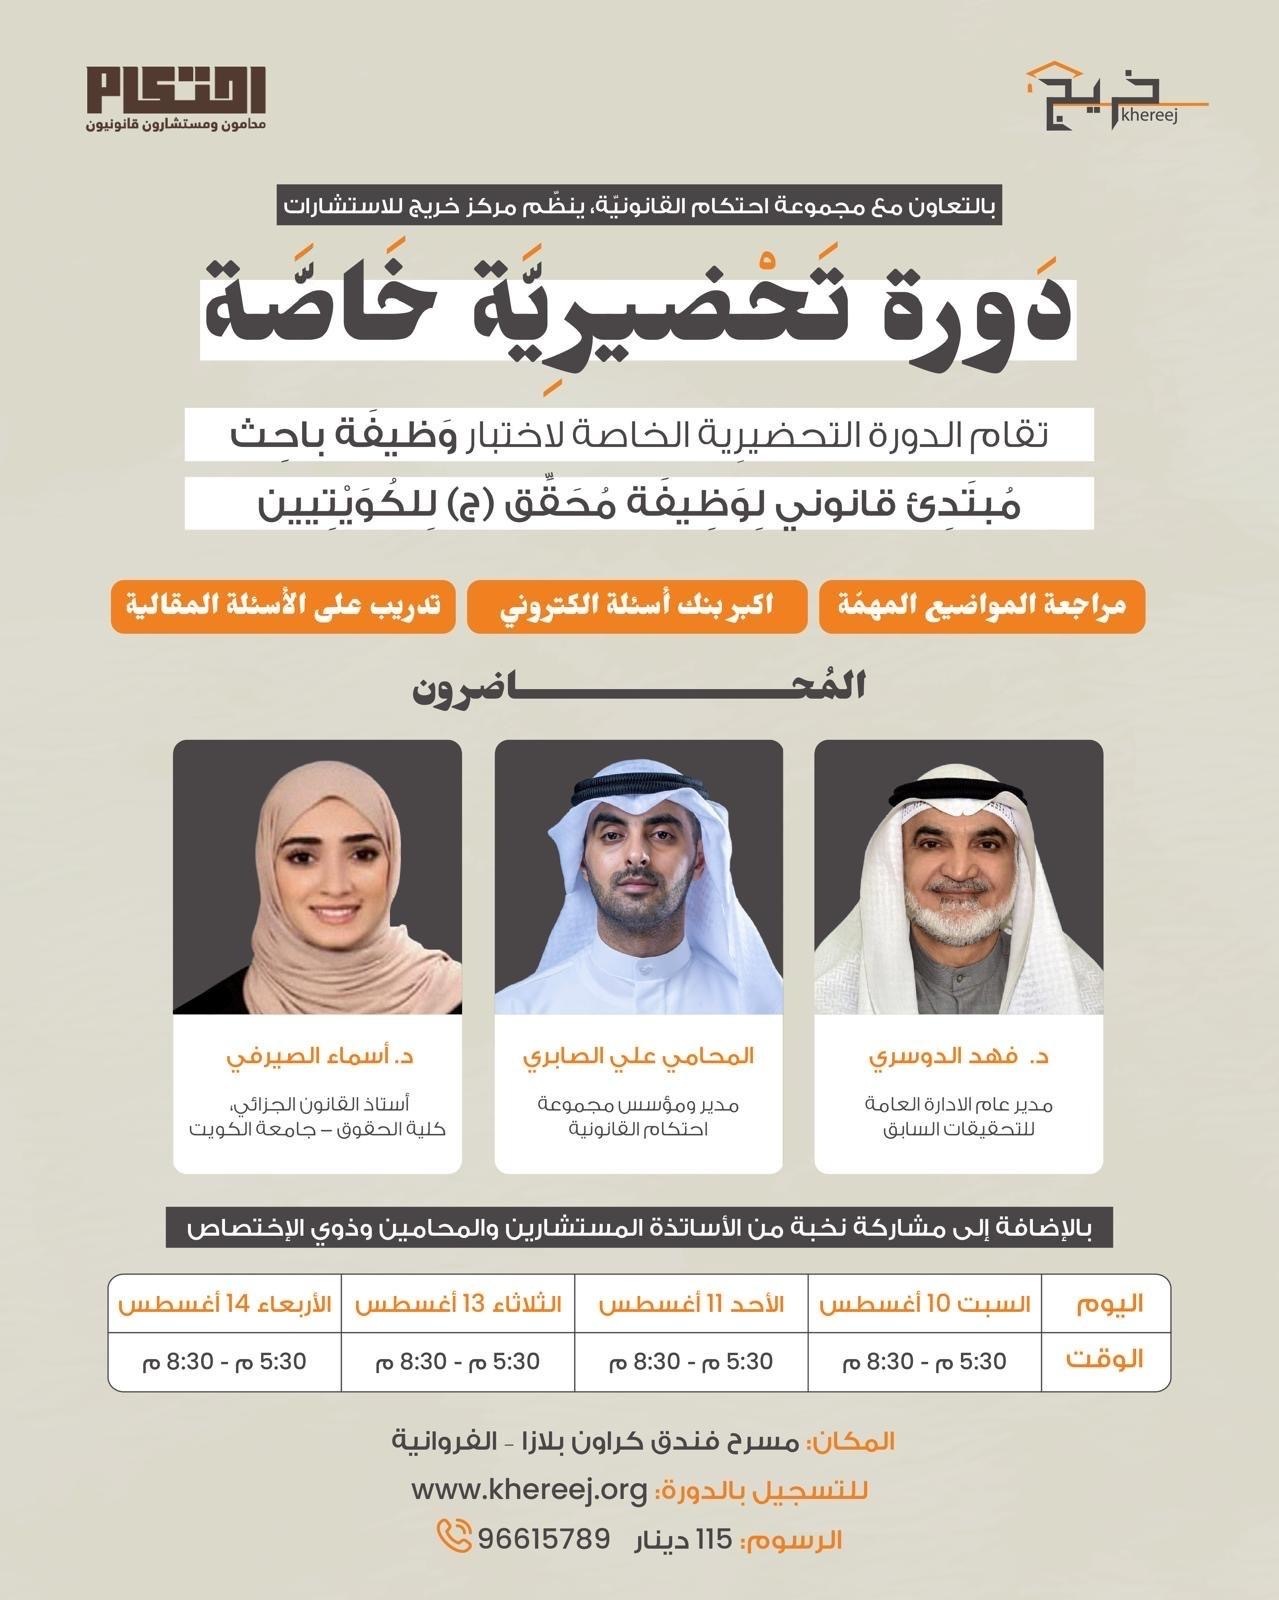 خريج
khereej
احتكام
محامون ومستشارون قانونيون
بالتعاون مع مجموعة احتكام القانونيّة، ينظّم مركز خريج للاستشارات
دَورة تَحْضيرِيَّة خَاصَّة
تقام الدورة التحضيرية الخاصة لاختبار وَظيفَة باحِث
مُبتَدِئ قانوني لِوَظِيفَة مُحَقِّق (ج) لِلكُوَيْتِيين
مراجعة المواضيع المهمّة
اكبر بنك أسئلة الكتروني
تدريب على الأسئلة المقالية
المُحـــــــــــاضرون
د. فهد الدوسري
مدير عام الادارة العامة
للتحقيقات السابق
المحامي علي الصابري
مدير ومؤسس مجموعة
احتكام القانونية
د. أسماء الصيرفي
أستاذ القانون الجزائي،
كلية الحقوق – جامعة الكويت
بالإضافة إلى مشاركة نخبة من الأساتذة المستشارين والمحامين وذوي الإختصاص
اليوم السبت 10 أغسطس الأحد 11 أغسطس الثلاثاء 13 أغسطس الأربعاء 14 أغسطس
الوقت 5:30 م - 8:30 م 5:30 م - 8:30 م 5:30 م - 8:30 م 5:30 م - 8:30 م
المكان: مسرح فندق كراون بلازا - الفروانية
للتسجيل بالدورة: www.khereej.org
الرسوم: 115 دينار 96615789